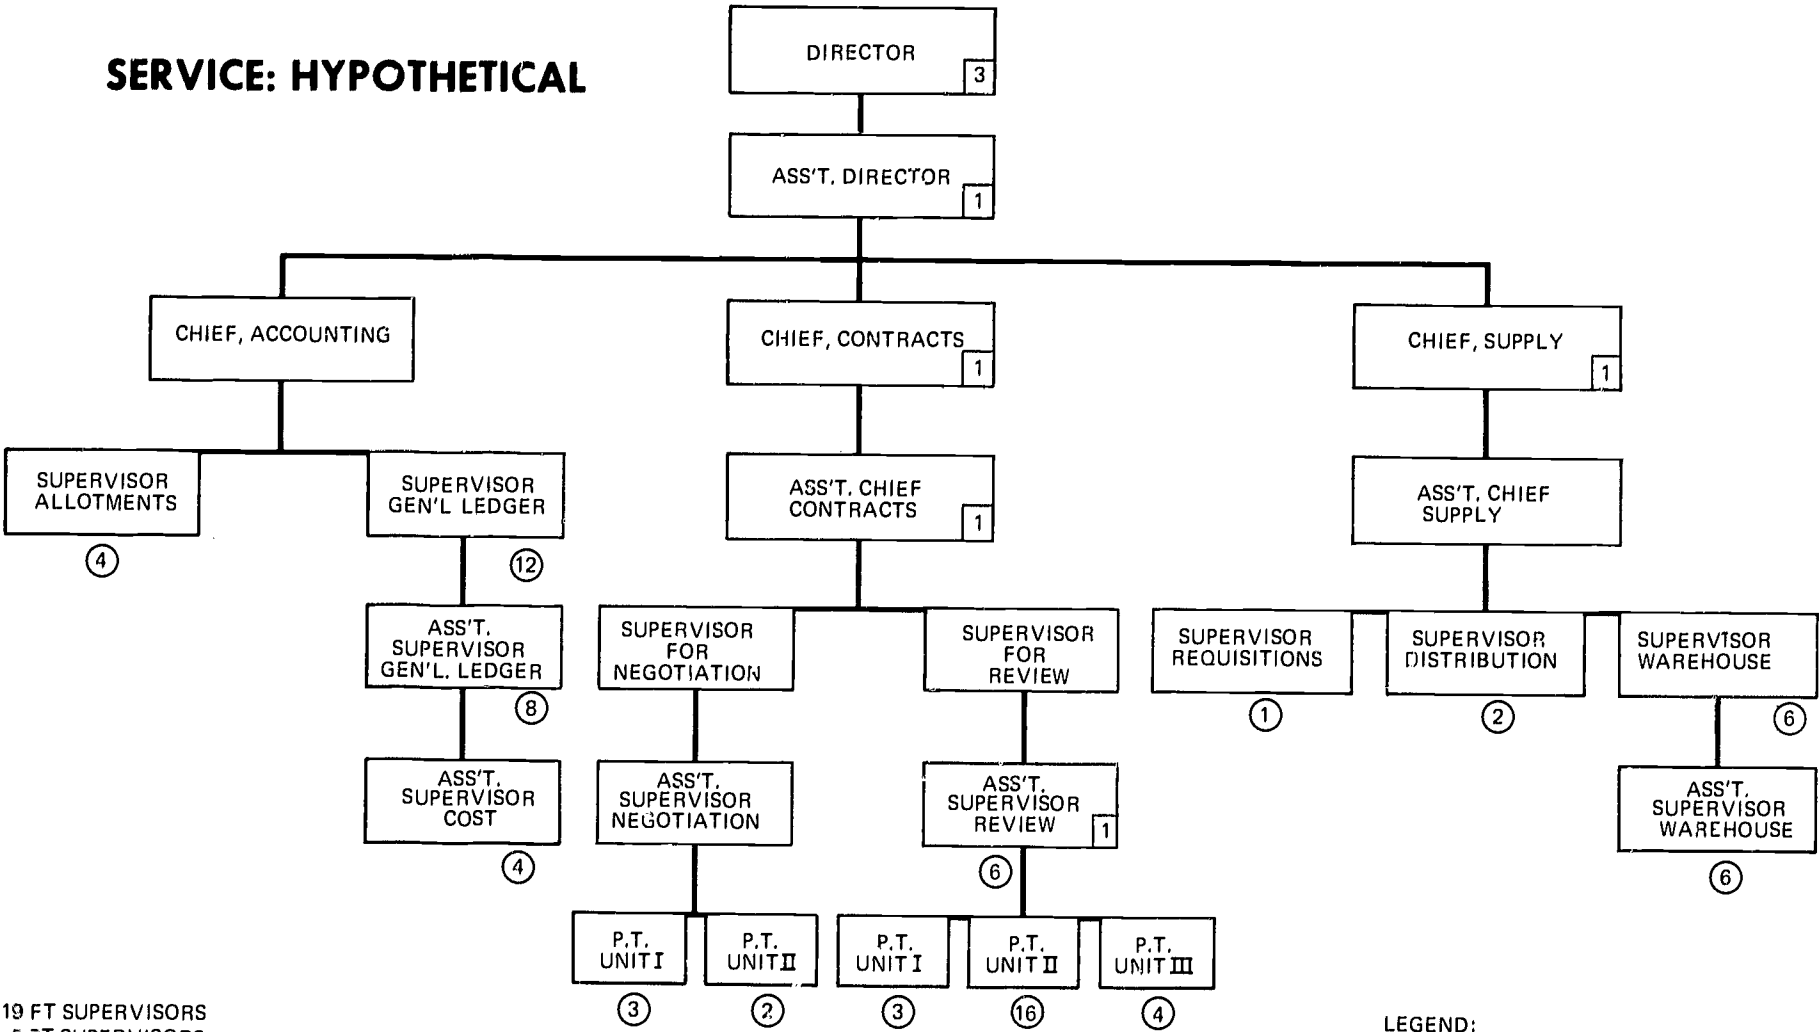 SERVICE: HYPOTHETICAL
DIRECTOR
3
ASS'T. DIRECTOR
1
CHIEF, ACCOUNTING
CHIEF, CONTRACTS
1
CHIEF, SUPPLY
1
SUPERVISOR
ALLOTMENTS
4
SUPERVISOR
GEN'L LEDGER
12
ASS'T. CHIEF
CONTRACTS
1
ASS'T. CHIEF
SUPPLY
ASS'T.
SUPERVISOR
GEN'L. LEDGER
8
SUPERVISOR
FOR
NEGOTIATION
SUPERVISOR
FOR
REVIEW
SUPERVISOR
REQUISITIONS
1
SUPERVISOR
DISTRIBUTION
2
SUPERVISOR
WAREHOUSE
6
ASS'T.
SUPERVISOR
COST
4
ASS'T.
SUPERVISOR
NEGOTIATION
ASS'T.
SUPERVISOR
REVIEW
1
6
ASS'T.
SUPERVISOR
WAREHOUSE
6
P.T.
UNIT I
3
P.T.
UNIT II
2
P.T.
UNIT I
3
P.T.
UNIT II
16
P.T.
UNIT III
4
19 FT SUPERVISORS
SUPERVISORS
LEGEND: